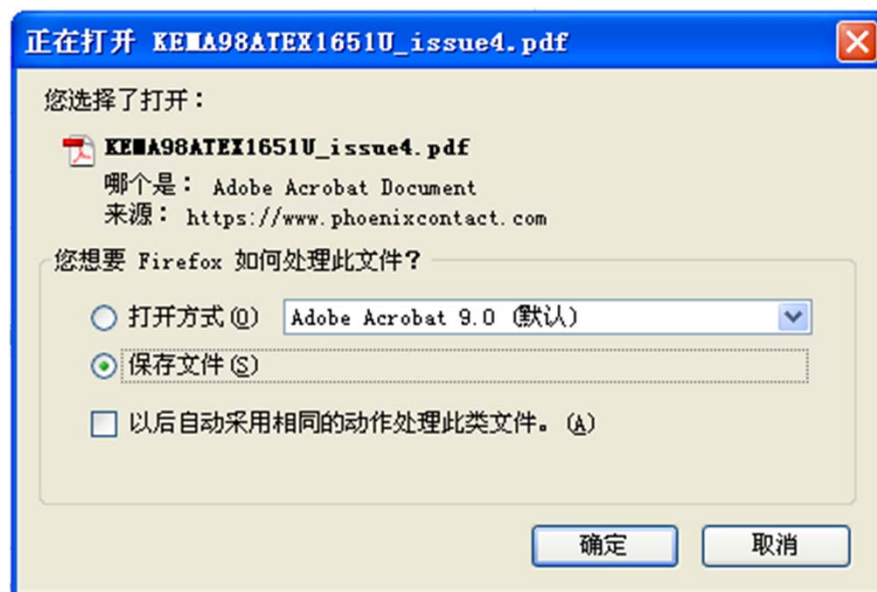 正在打开 KEMA98ATEX1651U_issue4.pdf
您选择了打开：
KEMA98ATEX1651U_issue4.pdf
哪个是： Adobe Acrobat Document
来源： https://www.phoenixcontact.com
您想要 Firefox 如何处理此文件？
打开方式(O) Adobe Acrobat 9.0 (默认)
保存文件(S)
以后自动采用相同的动作处理此类文件。(A)
确定 取消